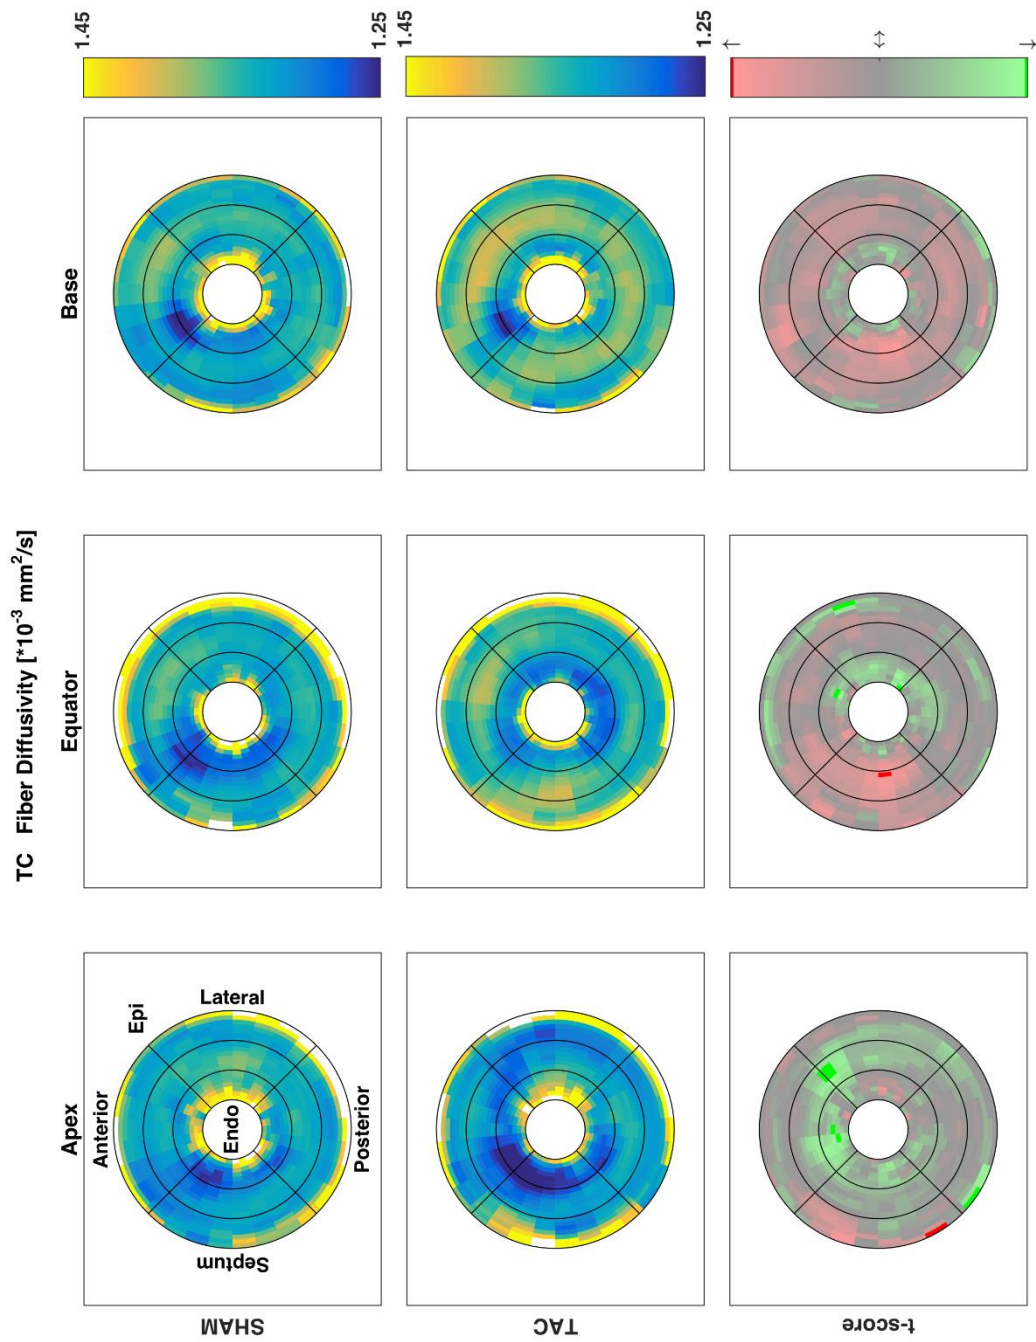 TC Fiber Diffusivity [*10⁻³ mm²/s]
Apex
Equator
Base
SHAM
Anterior
Epi
Septum
Endo
Lateral
Posterior
1.45
1.25
TAC
1.45
1.25
t-score
↑
↔
↓